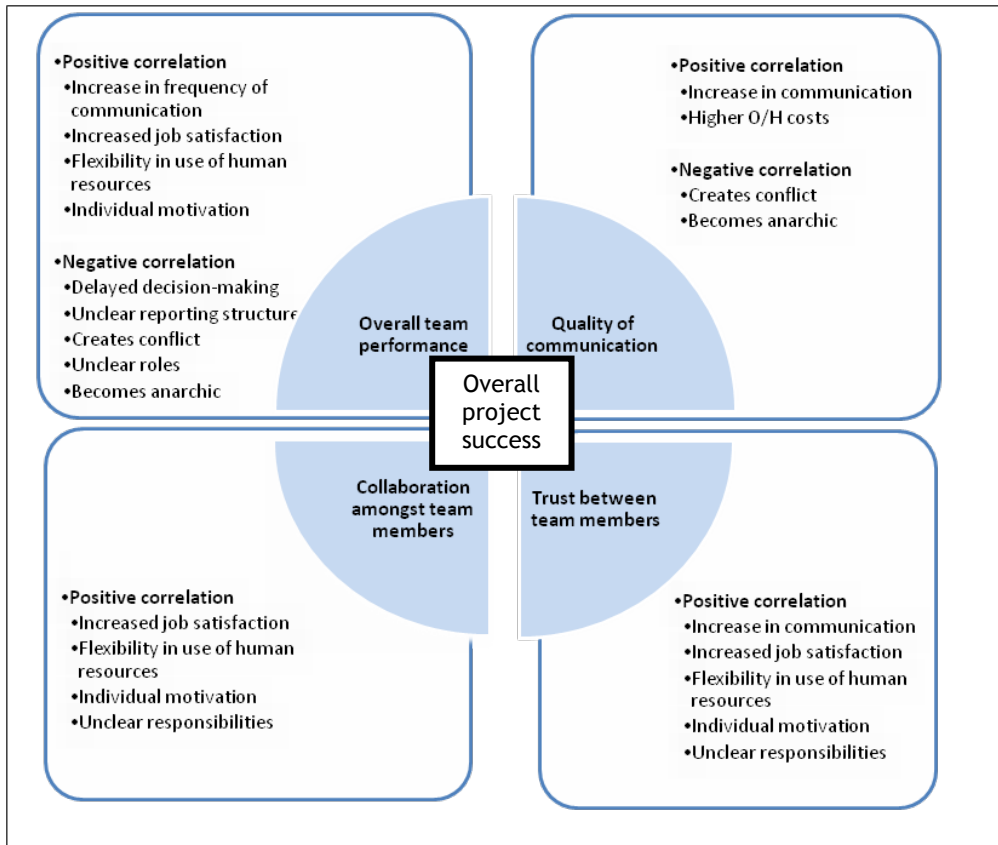 •Positive correlation
•Increase in frequency of
communication
•Increased job satisfaction
•Flexibility in use of human
resources
•Individual motivation
•Negative correlation
•Delayed decision-making
•Unclear reporting structure
•Creates conflict
•Unclear roles
•Becomes anarchic
•Positive correlation
•Increase in communication
•Higher O/H costs
•Negative correlation
•Creates conflict
•Becomes anarchic
Overall team
performance
Quality of
communication
Overall
project
success
Collaboration
amongst team
members
Trust between
team members
•Positive correlation
•Increased job satisfaction
•Flexibility in use of human
resources
•Individual motivation
•Unclear responsibilities
•Positive correlation
•Increase in communication
•Increased job satisfaction
•Flexibility in use of human
resources
•Individual motivation
•Unclear responsibilities